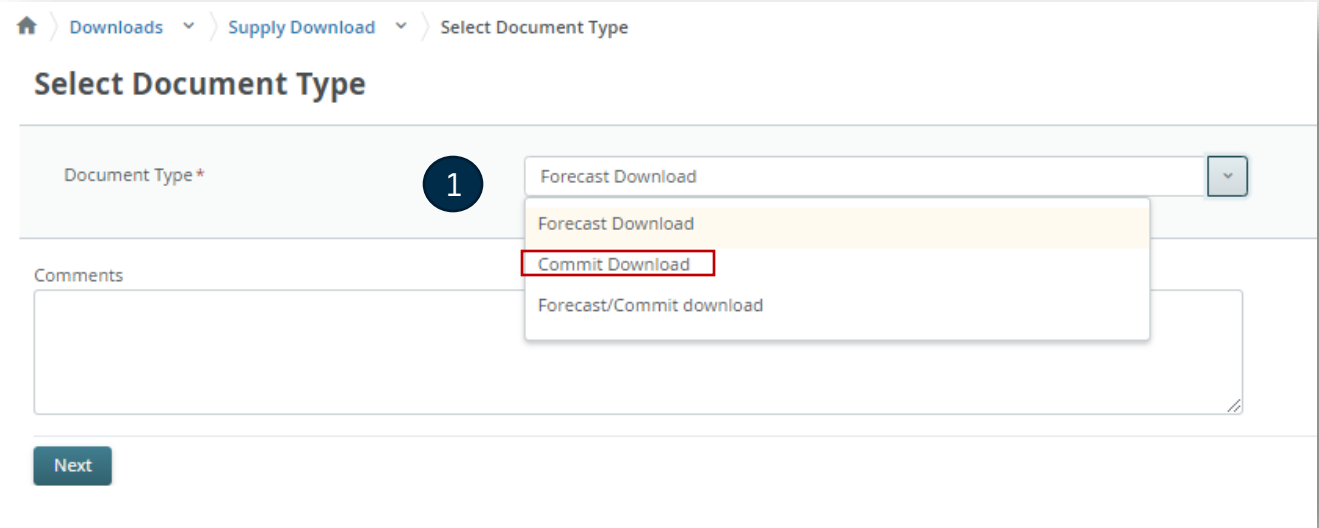 Downloads Supply Download Select Document Type
Select Document Type
Document Type*
1
Forecast Download
Forecast Download
Commit Download
Forecast/Commit download
Comments
Next